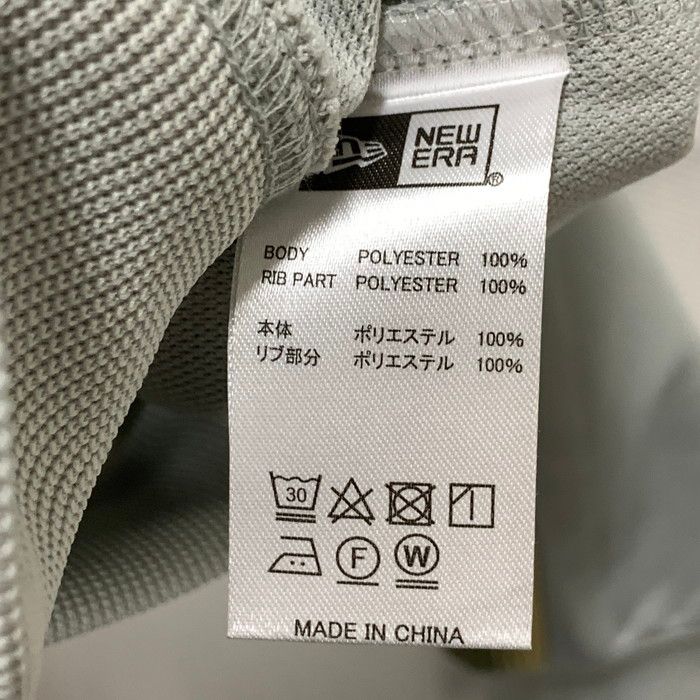 NEW ERA
®
BODY POLYESTER 100%
RIB PART POLYESTER 100%
本体 ポリエステル 100%
リブ部分 ポリエステル 100%
30
F W
MADE IN CHINA